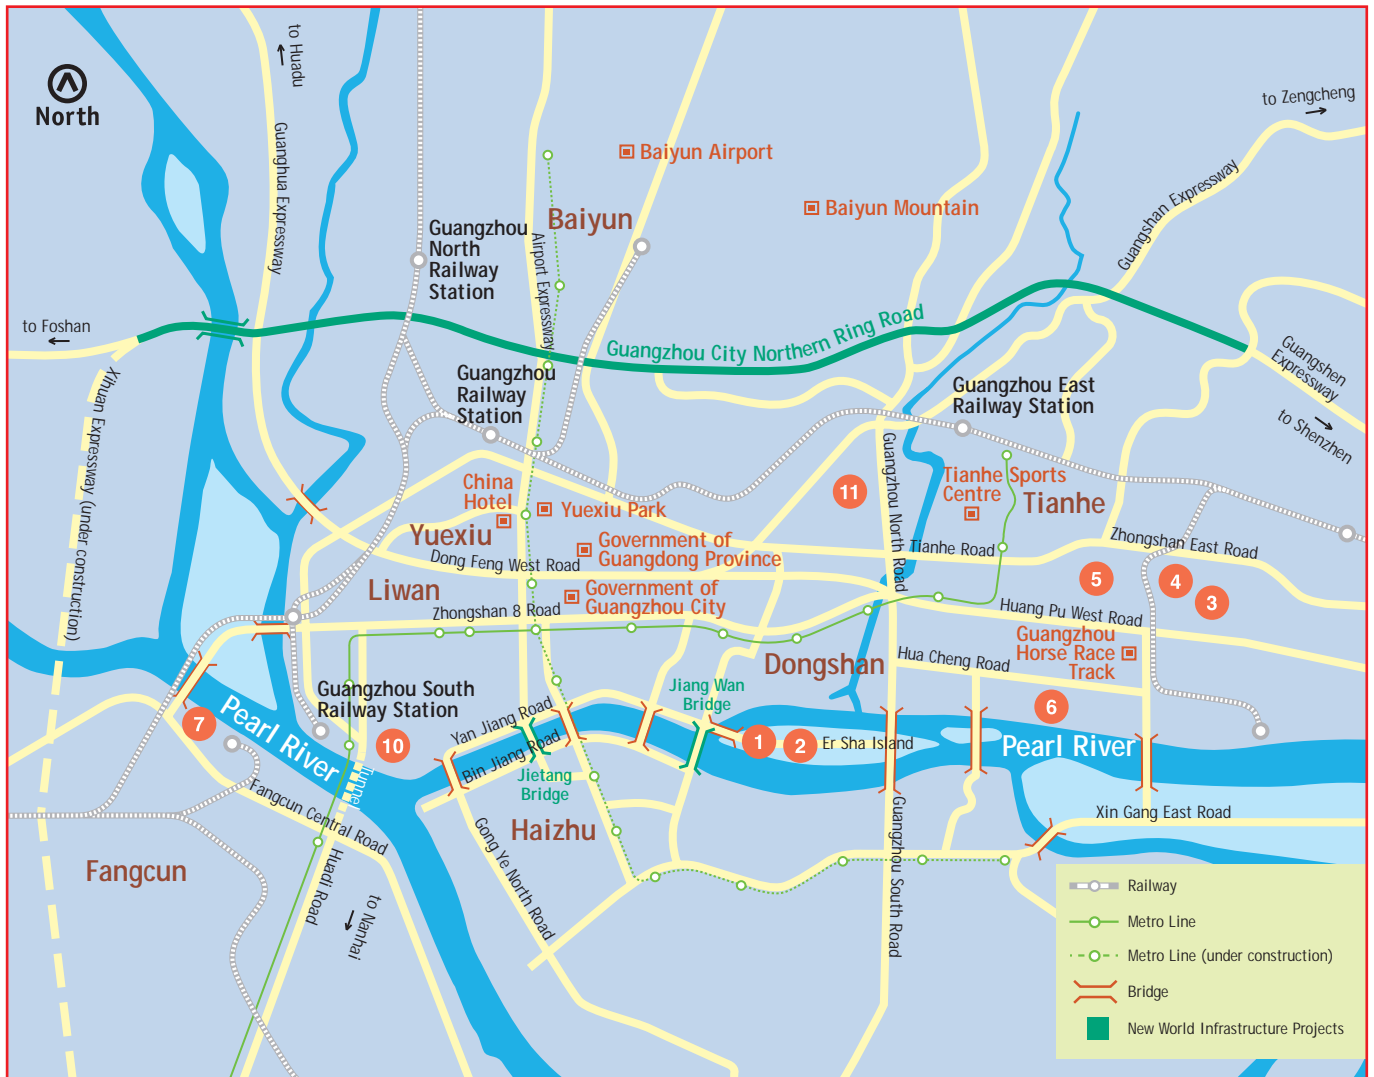 North
to Huadu
Guanghua Expressway
to Foshan
Xihuan Expressway (under construction)
Guangzhou
North
Railway
Station
Airport Expressway
Baiyun
Baiyun Airport
Baiyun Mountain
to Zengcheng
Guangshan Expressway
Guangzhou City Northern Ring Road
Guangshen
Expressway
to Shenzhen
Guangzhou
Railway
Station
Guangzhou East
Railway Station
China
Hotel
Yuexiu Park
Yuexiu
Government of
Guangdong Province
Dong Feng West Road
Liwan
Government of
Guangzhou City
Zhongshan 8 Road
11
Guangzhou North Road
Tianhe Sports
Centre
Tianhe
Tianhe Road
Zhongshan East Road
5
4
3
Huang Pu West Road
Guangzhou
Horse Race
Track
Hua Cheng Road
Dongshan
Guangzhou South
Railway Station
Jiang Wan
Bridge
7
Pearl River
10
Yan Jiang Road
Bin Jiang Road
Jietang
Bridge
1
2
Er Sha Island
6
Pearl River
Tunnel
Fangcun Central Road
Haizhu
Gong Ye North Road
Guangzhou South Road
Xin Gang East Road
Fangcun
Huadi Road
to Nanhai
Railway
Metro Line
Metro Line (under construction)
Bridge
New World Infrastructure Projects